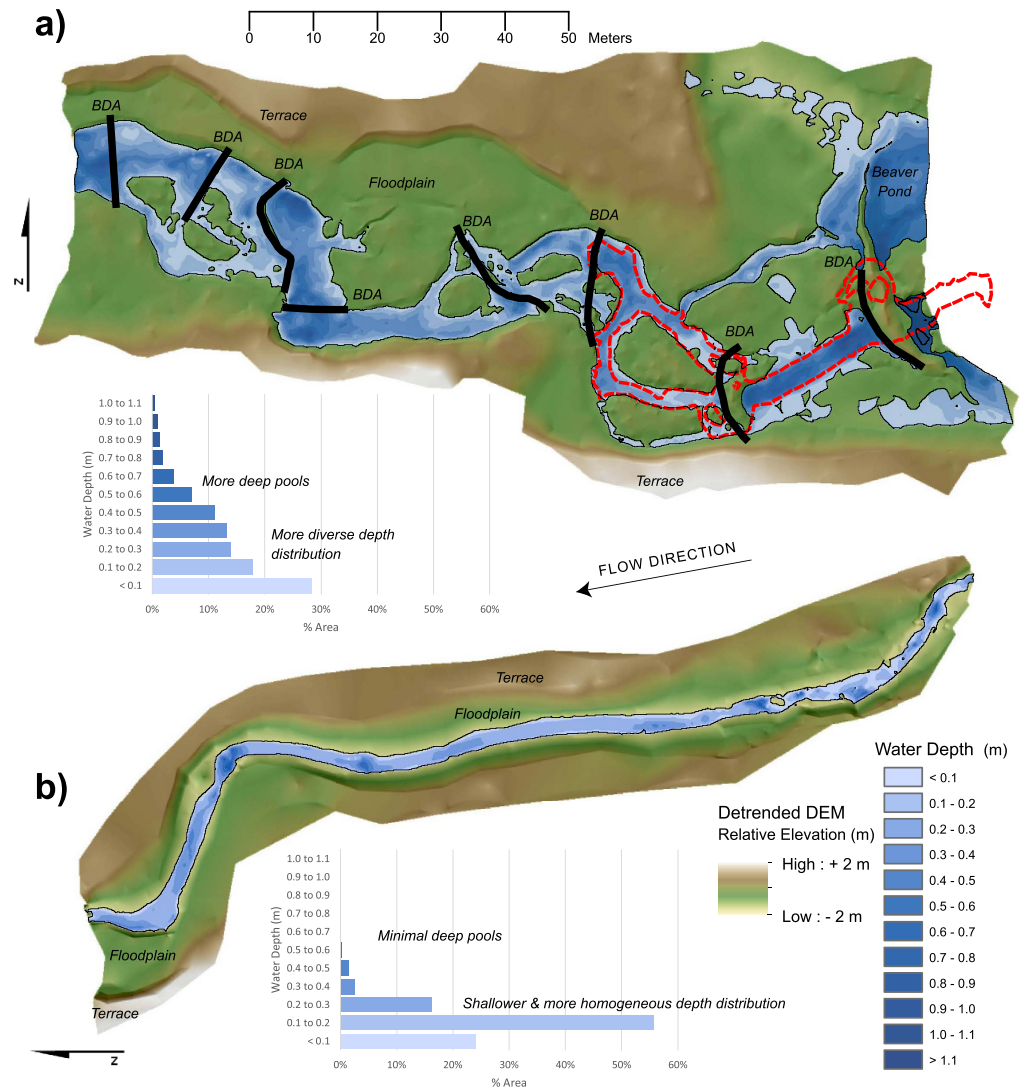 a)
0 10 20 30 40 50 Meters
BDA
Terrace
BDA
BDA
Floodplain
Beaver
Pond
BDA
BDA
BDA
z
BDA
BDA
Terrace
1.0 to 1.1
0.9 to 1.0
0.8 to 0.9
0.7 to 0.8
0.6 to 0.7
0.5 to 0.6
0.4 to 0.5
0.3 to 0.4
0.2 to 0.3
0.1 to 0.2
< 0.1
Water Depth (m)
More deep pools
More diverse depth
distribution
0% 10% 20% 30% 40% 50% 60%
% Area
FLOW DIRECTION
b)
Terrace
Floodplain
Floodplain
Terrace
z
1.0 to 1.1
0.9 to 1.0
0.8 to 0.9
0.7 to 0.8
0.6 to 0.7
0.5 to 0.6
0.4 to 0.5
0.3 to 0.4
0.2 to 0.3
0.1 to 0.2
< 0.1
Water Depth (m)
Minimal deep pools
Shallower & more homogeneous depth distribution
0% 10% 20% 30% 40% 50% 60%
% Area
Detrended DEM
Relative Elevation (m)
High : + 2 m
Low : - 2 m
Water Depth (m)
< 0.1
0.1 - 0.2
0.2 - 0.3
0.3 - 0.4
0.4 - 0.5
0.5 - 0.6
0.6 - 0.7
0.7 - 0.8
0.8 - 0.9
0.9 - 1.0
1.0 - 1.1
> 1.1